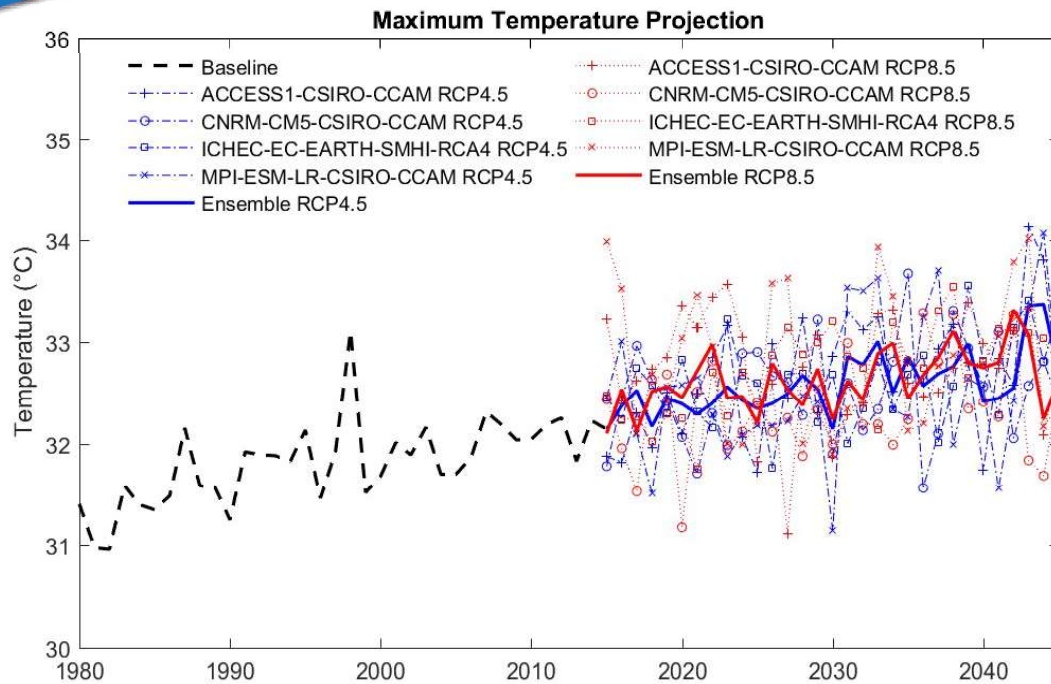 Maximum Temperature Projection
36
35
34
33
32
31
30
Temperature (°C)
Baseline
ACCESS1-CSIRO-CCAM RCP4.5
CNRM-CM5-CSIRO-CCAM RCP4.5
ICHEC-EC-EARTH-SMHI-RCA4 RCP4.5
MPI-ESM-LR-CSIRO-CCAM RCP4.5
Ensemble RCP4.5
ACCESS1-CSIRO-CCAM RCP8.5
CNRM-CM5-CSIRO-CCAM RCP8.5
ICHEC-EC-EARTH-SMHI-RCA4 RCP8.5
MPI-ESM-LR-CSIRO-CCAM RCP8.5
Ensemble RCP8.5
1980
1990
2000
2010
2020
2030
2040